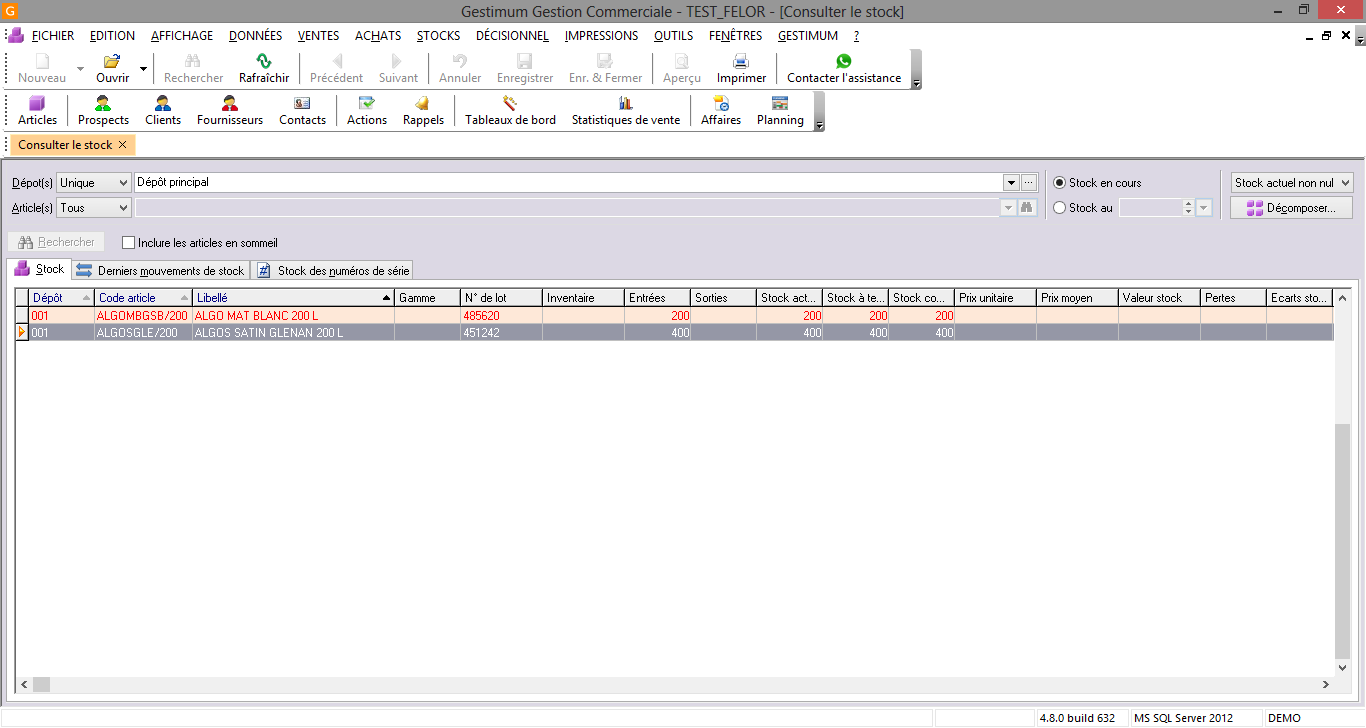 G Gestimum Gestion Commerciale - TEST_FELOR - [Consulter le stock]
FICHIER EDITION AFFICHAGE DONNÉES VENTES ACHATS STOCKS DÉCISIONNEL IMPRESSIONS OUTILS FENÊTRES GESTIMUM ?
Nouveau Ouvrir Rechercher Rafraîchir Précédent Suivant Annuler Enregistrer Enr. & Fermer Aperçu Imprimer Contacter l'assistance
Articles Prospects Clients Fournisseurs Contacts Actions Rappels Tableaux de bord Statistiques de vente Affaires Planning
Consulter le stock
Dépot(s) Unique Dépôt principal Stock en cours Stock actuel non nul
Article(s) Tous Stock au Décomposer...
Rechercher Inclure les articles en sommeil
Stock Derniers mouvements de stock Stock des numéros de série
Dépôt Code article Libellé Gamme N° de lot Inventaire Entrées Sorties Stock act... Stock à te... Stock co... Prix unitaire Prix moyen Valeur stock Pertes Ecarts sto...
001 ALGOMBGSB/200 ALGO MAT BLANC 200 L 485620 200 200 200 200
001 ALGOSGLE/200 ALGOS SATIN GLENAN 200 L 451242 400 400 400 400
4.8.0 build 632 MS SQL Server 2012 DEMO